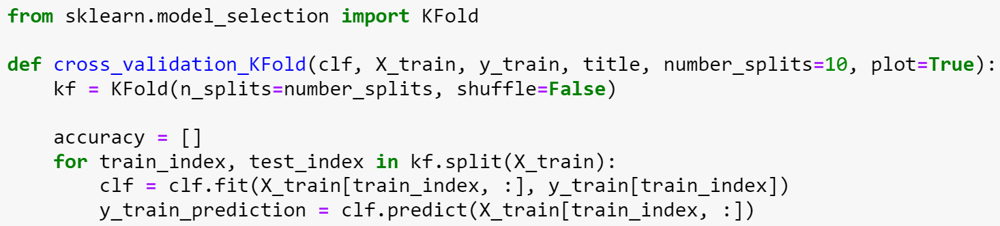 from sklearn.model_selection import KFold
def cross_validation_KFold(clf, X_train, y_train, title, number_splits=10, plot=True):
    kf = KFold(n_splits=number_splits, shuffle=False)
    accuracy = []
    for train_index, test_index in kf.split(X_train):
        clf = clf.fit(X_train[train_index, :], y_train[train_index])
        y_train_prediction = clf.predict(X_train[train_index, :])